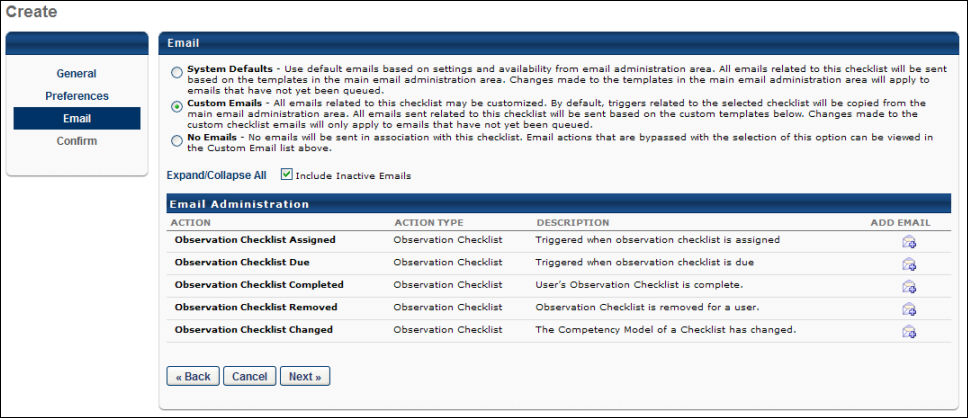 Create
General
Preferences
Email
Confirm
Email
System Defaults - Use default emails based on settings and availability from email administration area. All emails related to this checklist will be sent
based on the templates in the main email administration area. Changes made to the templates in the main email administration area will apply to
emails that have not yet been queued.
Custom Emails - All emails related to this checklist may be customized. By default, triggers related to the selected checklist will be copied from the
main email administration area. All emails sent related to this checklist will be sent based on the custom templates below. Changes made to the
custom checklist emails will only apply to emails that have not yet been queued.
No Emails - No emails will be sent in association with this checklist. Email actions that are bypassed with the selection of this option can be viewed in
the Custom Email list above.
Expand/Collapse All Include Inactive Emails
Email Administration
ACTION ACTION TYPE DESCRIPTION ADD EMAIL
Observation Checklist Assigned Observation Checklist Triggered when observation checklist is assigned
Observation Checklist Due Observation Checklist Triggered when observation checklist is due
Observation Checklist Completed Observation Checklist User's Observation Checklist is complete.
Observation Checklist Removed Observation Checklist Observation Checklist is removed for a user.
Observation Checklist Changed Observation Checklist The Competency Model of a Checklist has changed.
« Back Cancel Next »